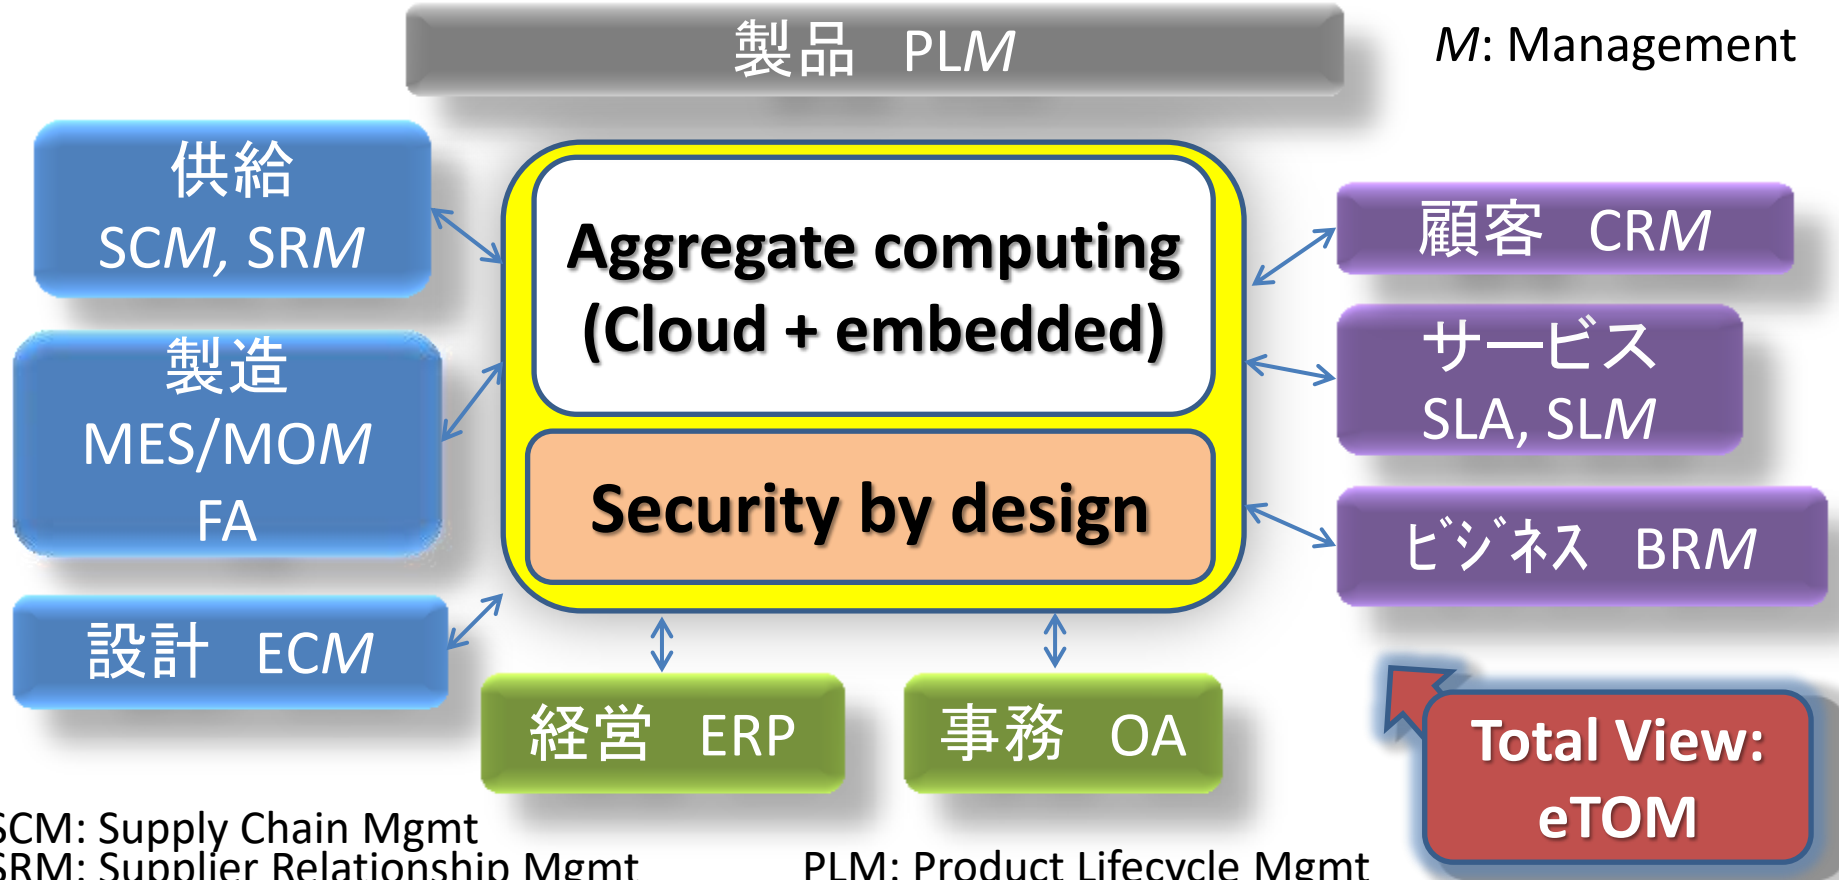 製品 PLM
M: Management
供給
SCM, SRM
製造
MES/MOM
FA
設計 ECM
Aggregate computing
(Cloud + embedded)
Security by design
顧客 CRM
サービス
SLA, SLM
ビジネス BRM
経営 ERP
事務 OA
Total View:
eTOM
SCM: Supply Chain Mgmt
SRM: Supplier Relationship Mgmt
PLM: Product Lifecycle Mgmt